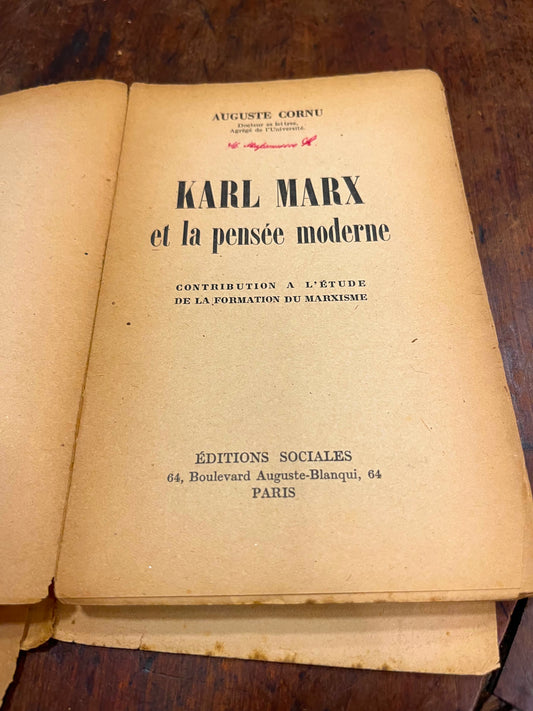 AUGUSTE CORNU
Docteur ès lettres,
Agrégé de l'Université.
KARL MARX
et la pensée moderne
CONTRIBUTION A L'ÉTUDE
DE LA FORMATION DU MARXISME
ÉDITIONS SOCIALES
64, Boulevard Auguste-Blanqui, 64
PARIS